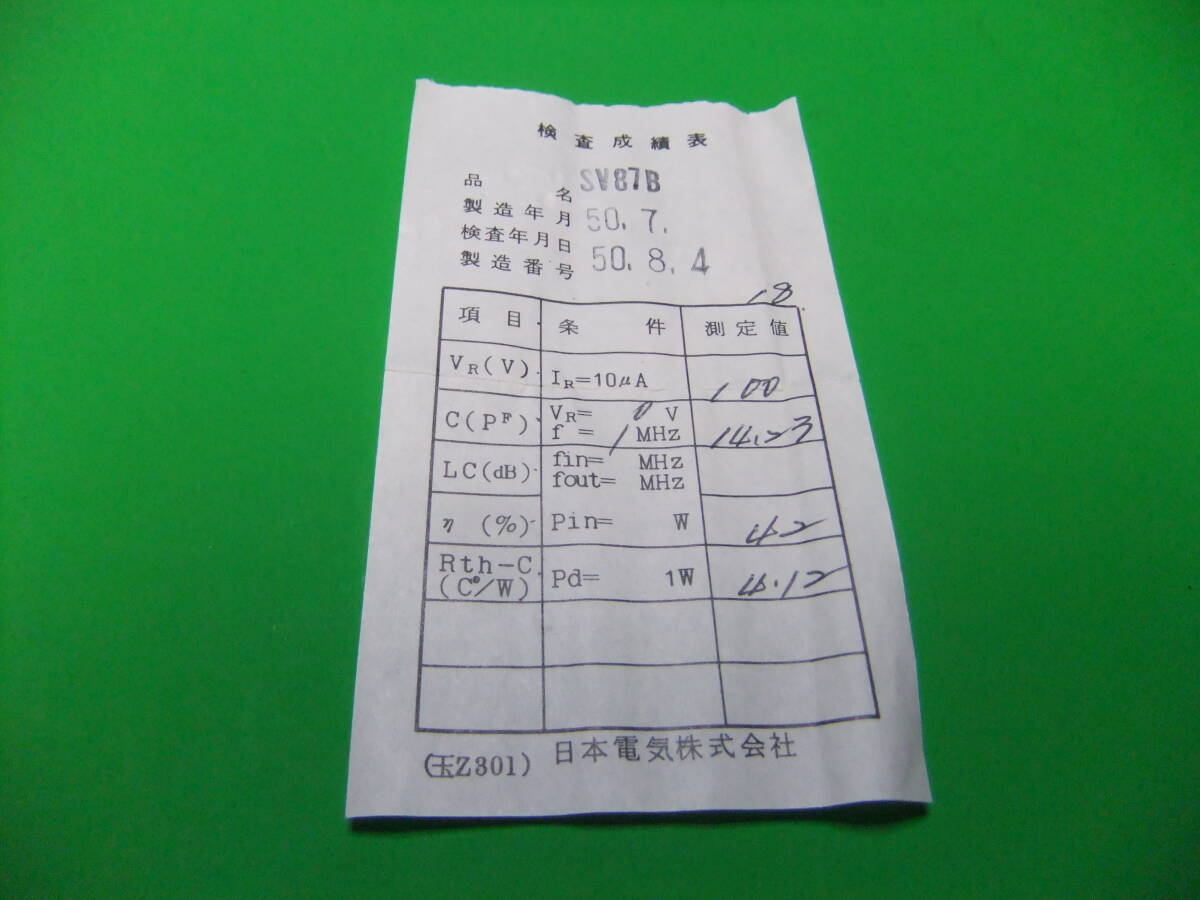 検査成績表
品名 SV87B
製造年月 50.7.
検査年月日 50.8.4
製造番号
18.
項目 条件 測定値
VR(V) IR=10μA 100
C(PF) VR= 0 V
f = 1 MHz 14.23
LC(dB) fin= MHz
fout= MHz
η (%) Pin= W 42
Rth-C
(C°/W) Pd= 1W 4.12
(玉Z301) 日本電気株式会社